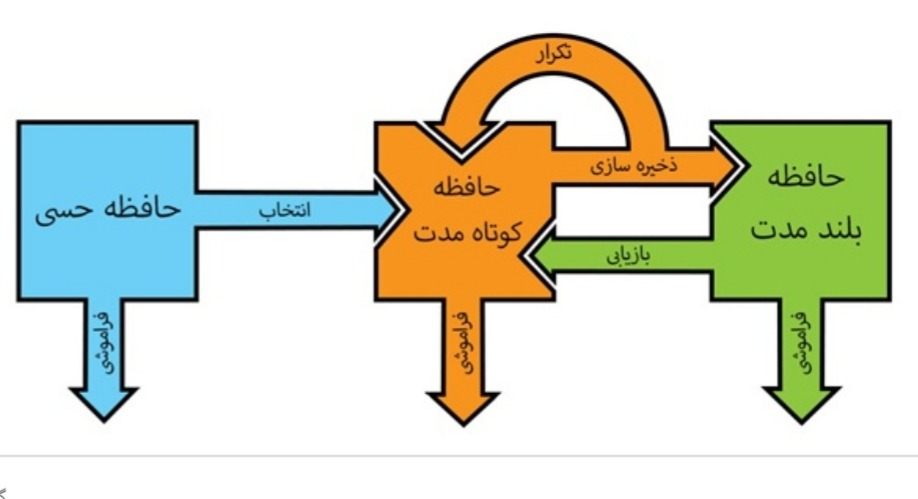 تکرار
حافظه حسی
انتخاب
حافظه
کوتاه مدت
ذخیره سازی
بازیابی
حافظه
بلند مدت
فراموشی
فراموشی
فراموشی